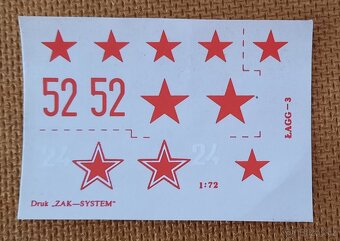 52 52
ŁAGG-3
24 24
1:72
Druk „ZAK—SYSTEM"